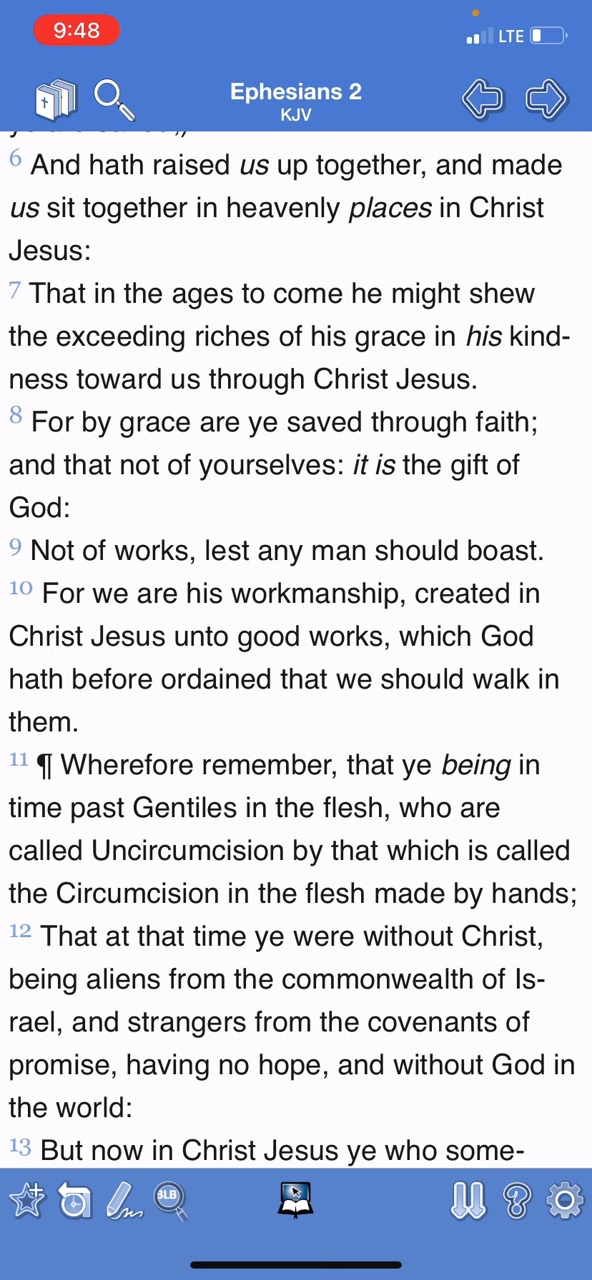 9:48
LTE
Ephesians 2
KJV
6 And hath raised us up together, and made
us sit together in heavenly places in Christ
Jesus:
7 That in the ages to come he might shew
the exceeding riches of his grace in his kind-
ness toward us through Christ Jesus.
8 For by grace are ye saved through faith;
and that not of yourselves: it is the gift of
God:
9 Not of works, lest any man should boast.
10 For we are his workmanship, created in
Christ Jesus unto good works, which God
hath before ordained that we should walk in
them.
11 ¶ Wherefore remember, that ye being in
time past Gentiles in the flesh, who are
called Uncircumcision by that which is called
the Circumcision in the flesh made by hands;
12 That at that time ye were without Christ,
being aliens from the commonwealth of Is-
rael, and strangers from the covenants of
promise, having no hope, and without God in
the world:
13 But now in Christ Jesus ye who some-
BLB